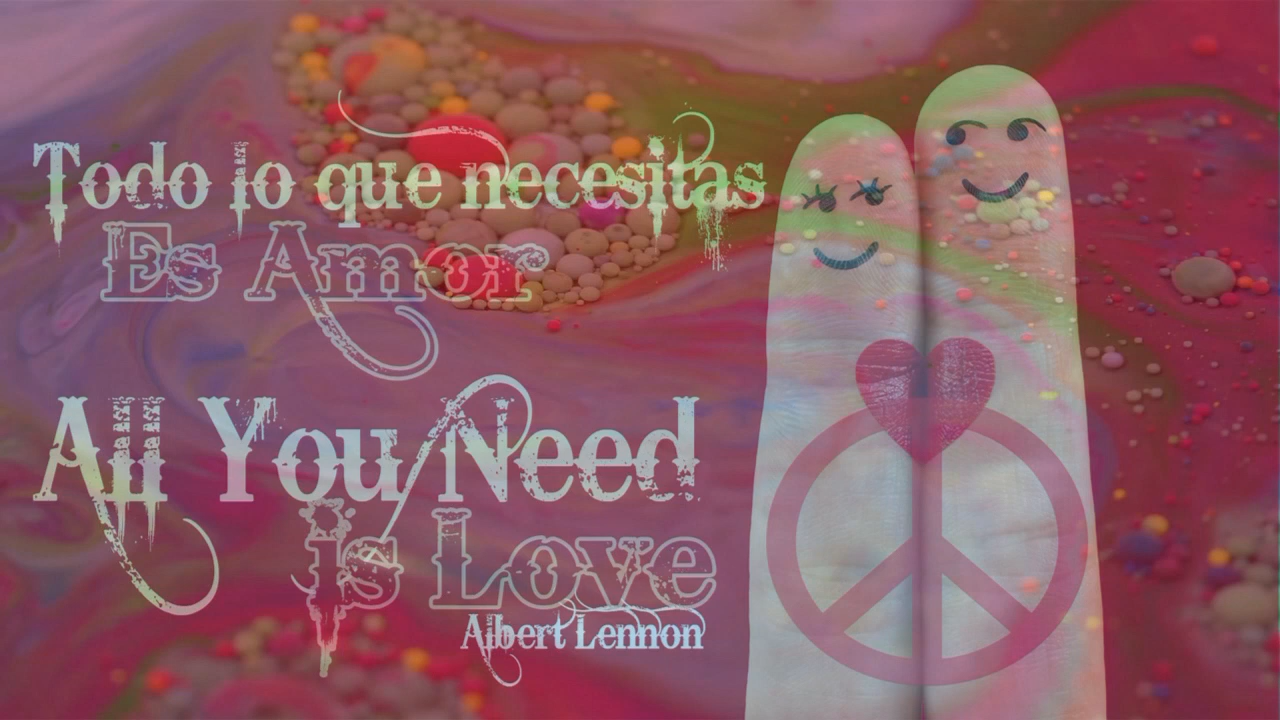 Todo lo que necesitas
Es Amor
All You Need
is Love
Albert Lennon